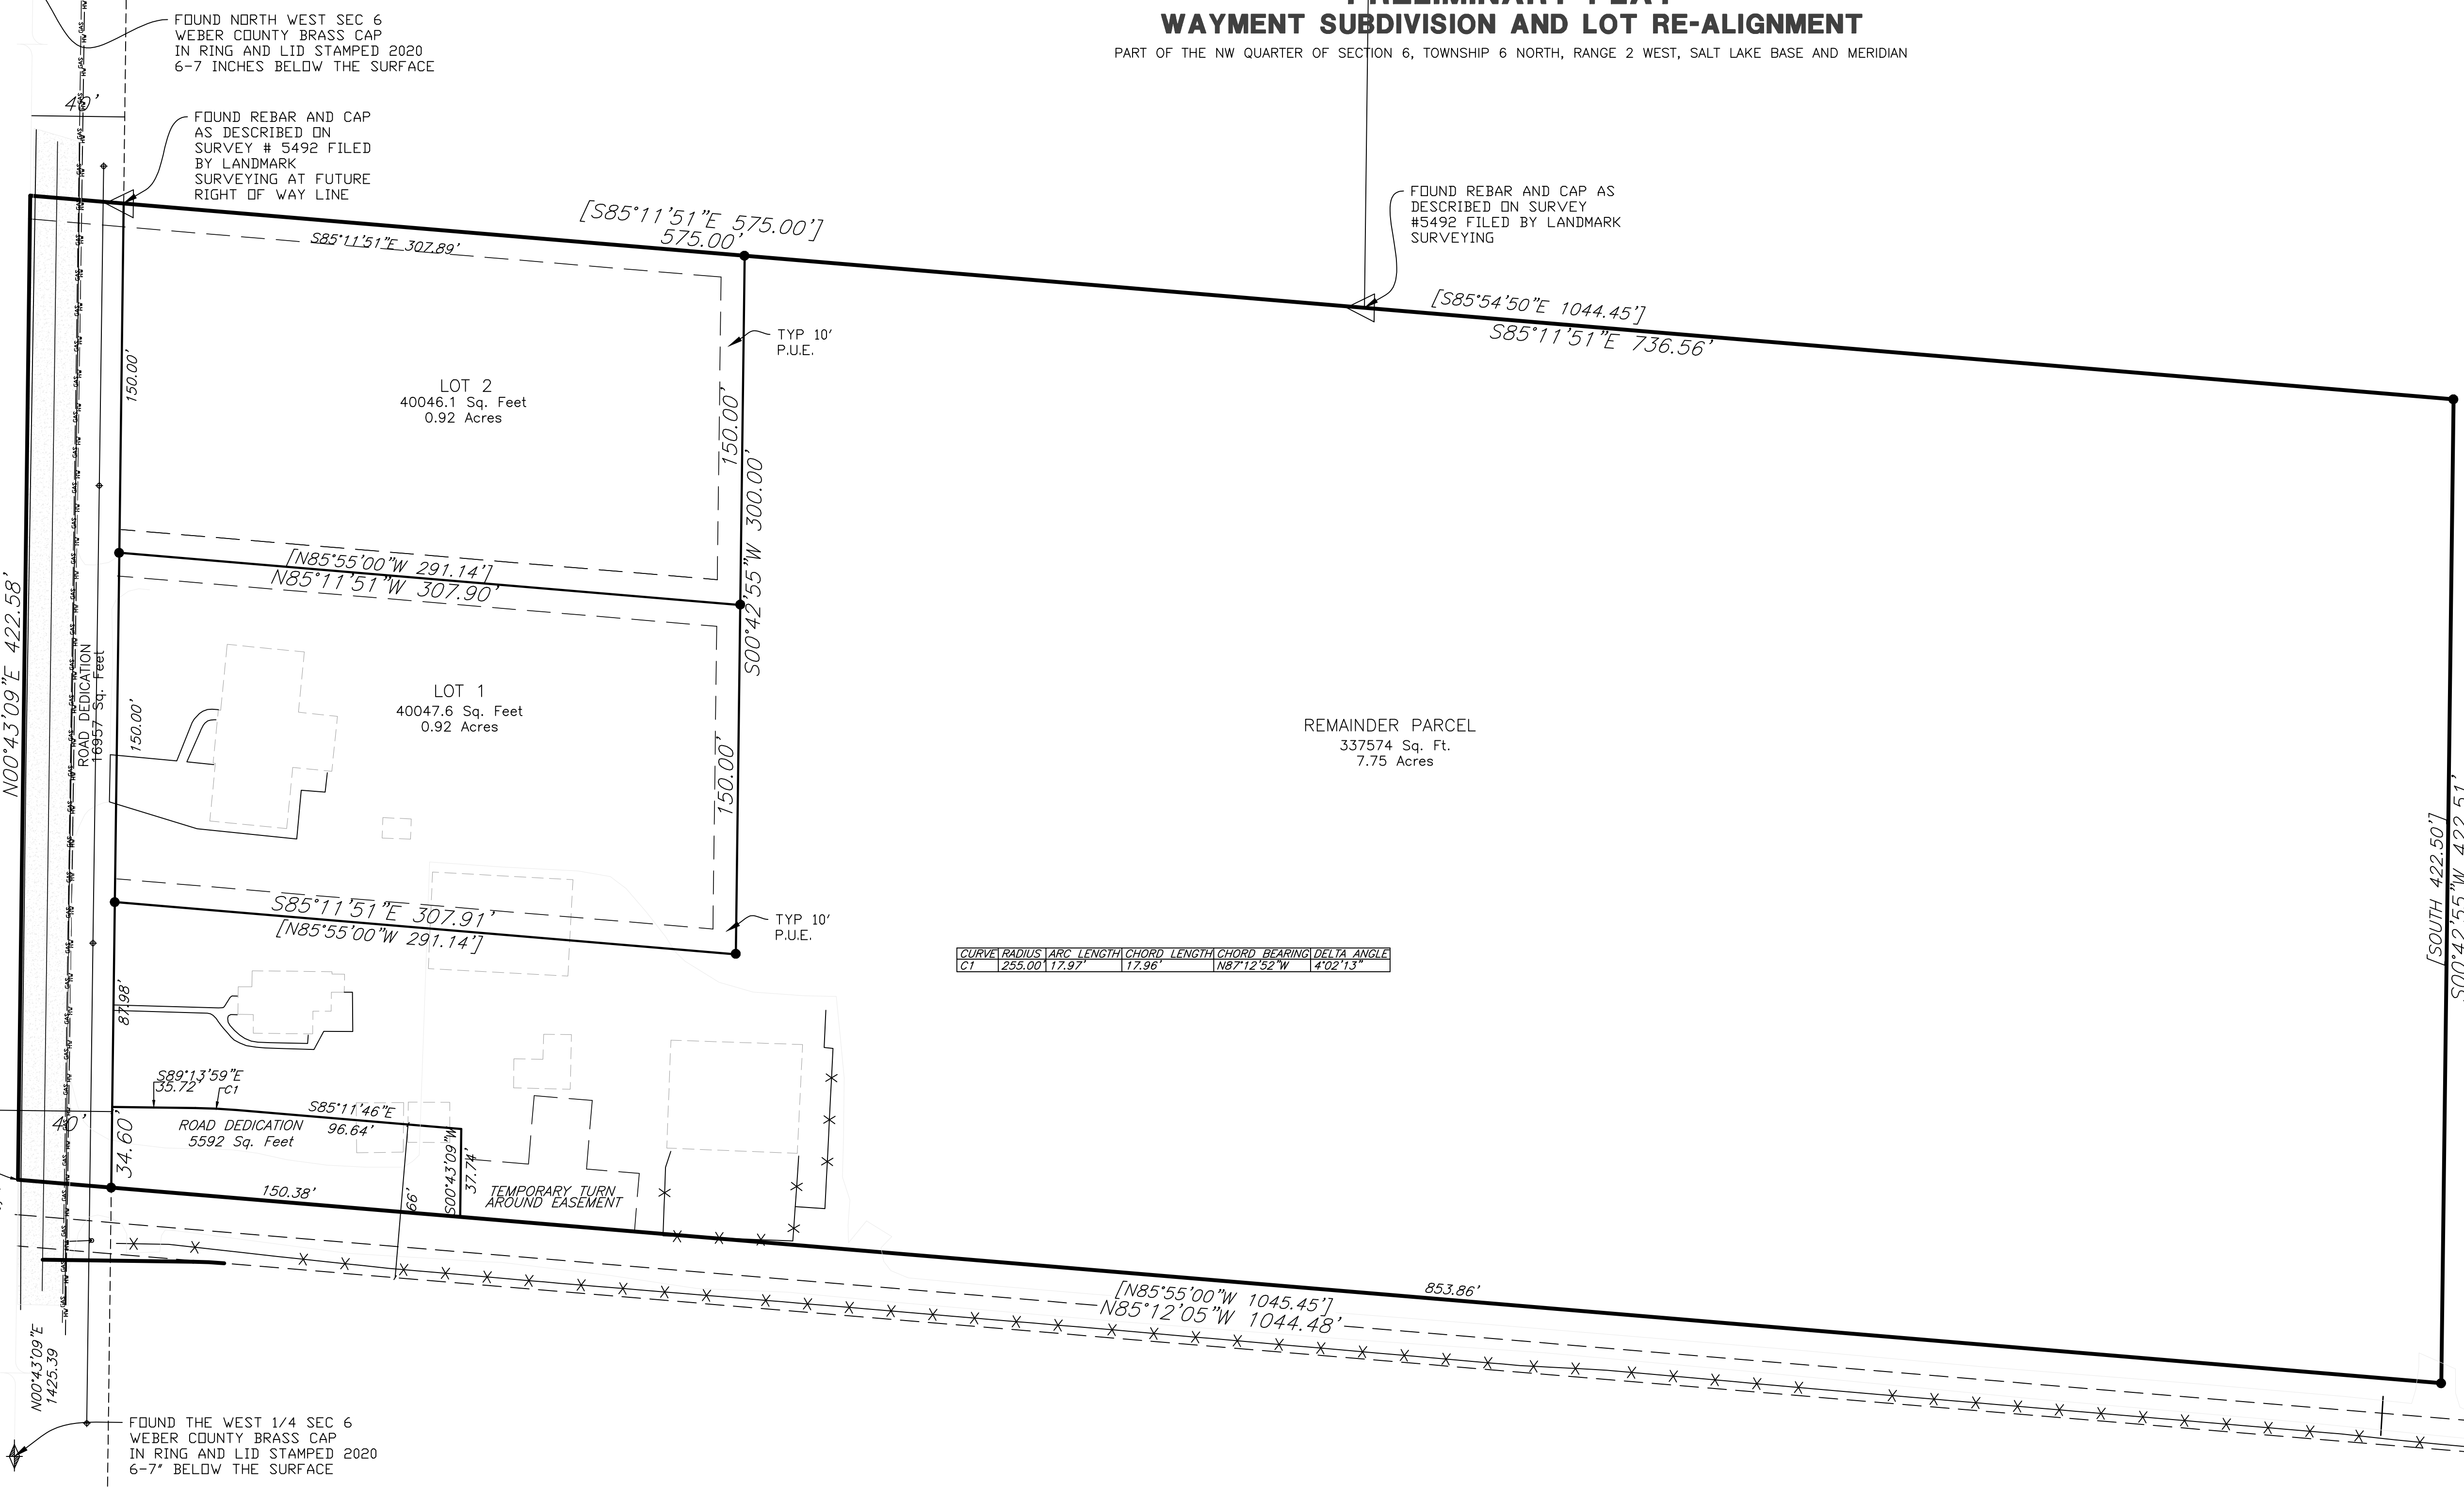 PRELIMINARY PLAT
WAYMENT SUBDIVISION AND LOT RE-ALIGNMENT
PART OF THE NW QUARTER OF SECTION 6, TOWNSHIP 6 NORTH, RANGE 2 WEST, SALT LAKE BASE AND MERIDIAN
FOUND NORTH WEST SEC 6
WEBER COUNTY BRASS CAP
IN RING AND LID STAMPED 2020
6-7 INCHES BELOW THE SURFACE
40'
FOUND REBAR AND CAP
AS DESCRIBED ON
SURVEY # 5492 FILED
BY LANDMARK
SURVEYING AT FUTURE
RIGHT OF WAY LINE
FOUND REBAR AND CAP AS
DESCRIBED ON SURVEY
#5492 FILED BY LANDMARK
SURVEYING
[S85°11'51"E 575.00']
575.00'
S85°11'51"E 307.89'
[S85°54'50"E 1044.45']
S85°11'51"E 736.56'
TYP 10'
P.U.E.
150.00'
LOT 2
40046.1 Sq. Feet
0.92 Acres
150.00'
S00°42'55"W 300.00'
[N85°55'00"W 291.14']
N85°11'51"W 307.90'
N00°43'09"E 422.58'
ROAD DEDICATION
16957 Sq. Feet
150.00'
LOT 1
40047.6 Sq. Feet
0.92 Acres
150.00'
REMAINDER PARCEL
337574 Sq. Ft.
7.75 Acres
[SOUTH 422.50']
S00°42'55"W 422.51'
S85°11'51"E 307.91'
[N85°55'00"W 291.14']
TYP 10'
P.U.E.
CURVE RADIUS ARC LENGTH CHORD LENGTH CHORD BEARING DELTA ANGLE
C1 255.00' 17.97' 17.96' N87°12'52"W 4°02'13"
87.98'
S89°13'59"E
35.72'
C1
S85°11'46"E
96.64'
40'
34.60'
ROAD DEDICATION
5592 Sq. Feet
S00°43'09"W
37.74'
66'
150.38'
TEMPORARY TURN
AROUND EASEMENT
[N85°55'00"W 1045.45']
N85°12'05"W 1044.48'
853.86'
N00°43'09"E
1425.39
FOUND THE WEST 1/4 SEC 6
WEBER COUNTY BRASS CAP
IN RING AND LID STAMPED 2020
6-7" BELOW THE SURFACE